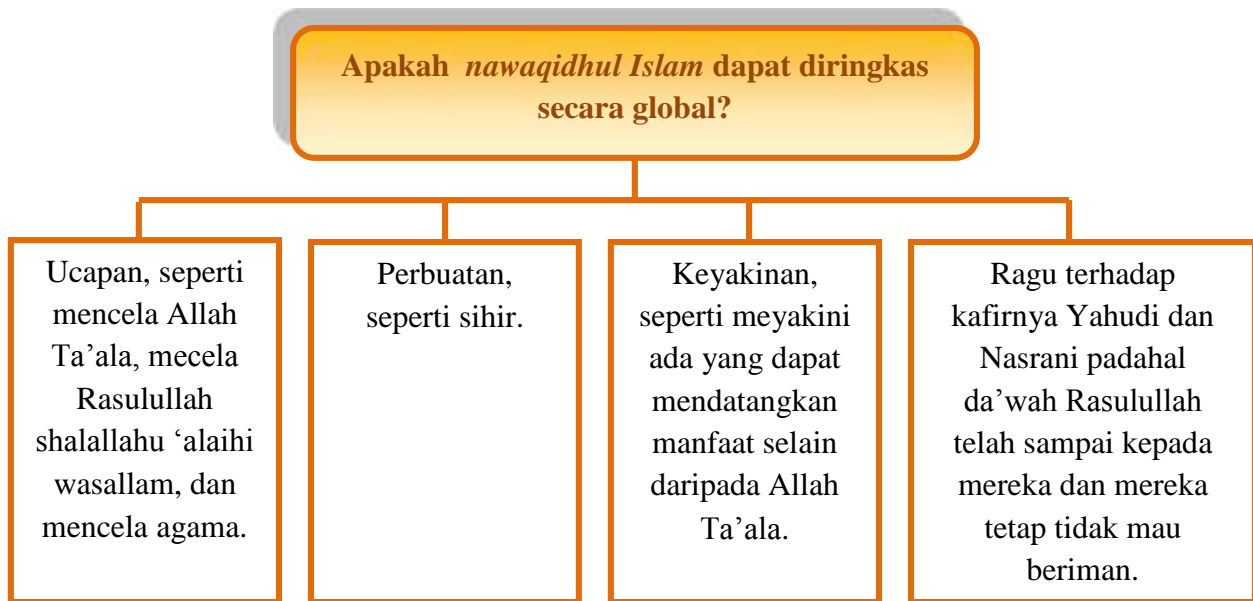 Apakah nawaqidhul Islam dapat diringkas
secara global?
Ucapan, seperti
mencela Allah
Ta’ala, mecela
Rasulullah
shalallahu ‘alaihi
wasallam, dan
mencela agama.
Perbuatan,
seperti sihir.
Keyakinan,
seperti meyakini
ada yang dapat
mendatangkan
manfaat selain
daripada Allah
Ta’ala.
Ragu terhadap
kafirnya Yahudi dan
Nasrani padahal
da’wah Rasulullah
telah sampai kepada
mereka dan mereka
tetap tidak mau
beriman.